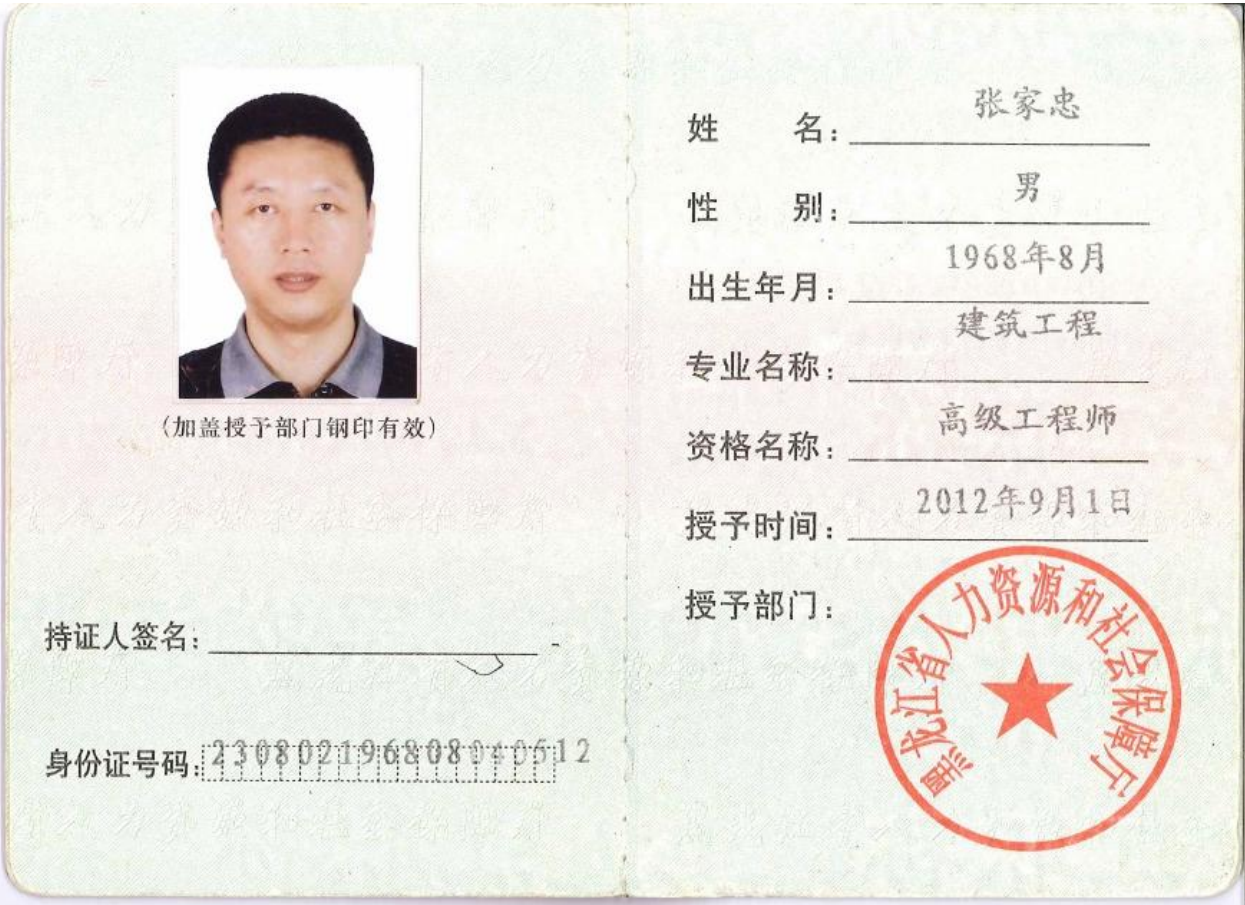 (加盖授予部门钢印有效)
持证人签名:
身份证号码: 230802196808040512
姓 名: 张家忠
性 别: 男
出生年月: 1968年8月
专业名称: 建筑工程
资格名称: 高级工程师
授予时间: 2012年9月1日
授予部门:
黑龙江省人力资源和社会保障厅